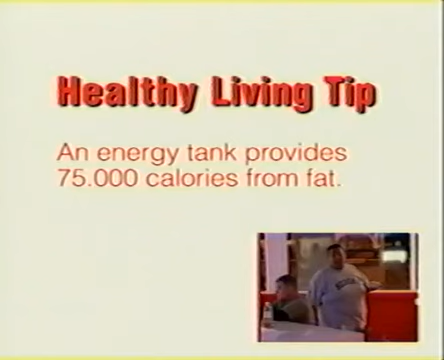 Healthy Living Tip
An energy tank provides
75.000 calories from fat.